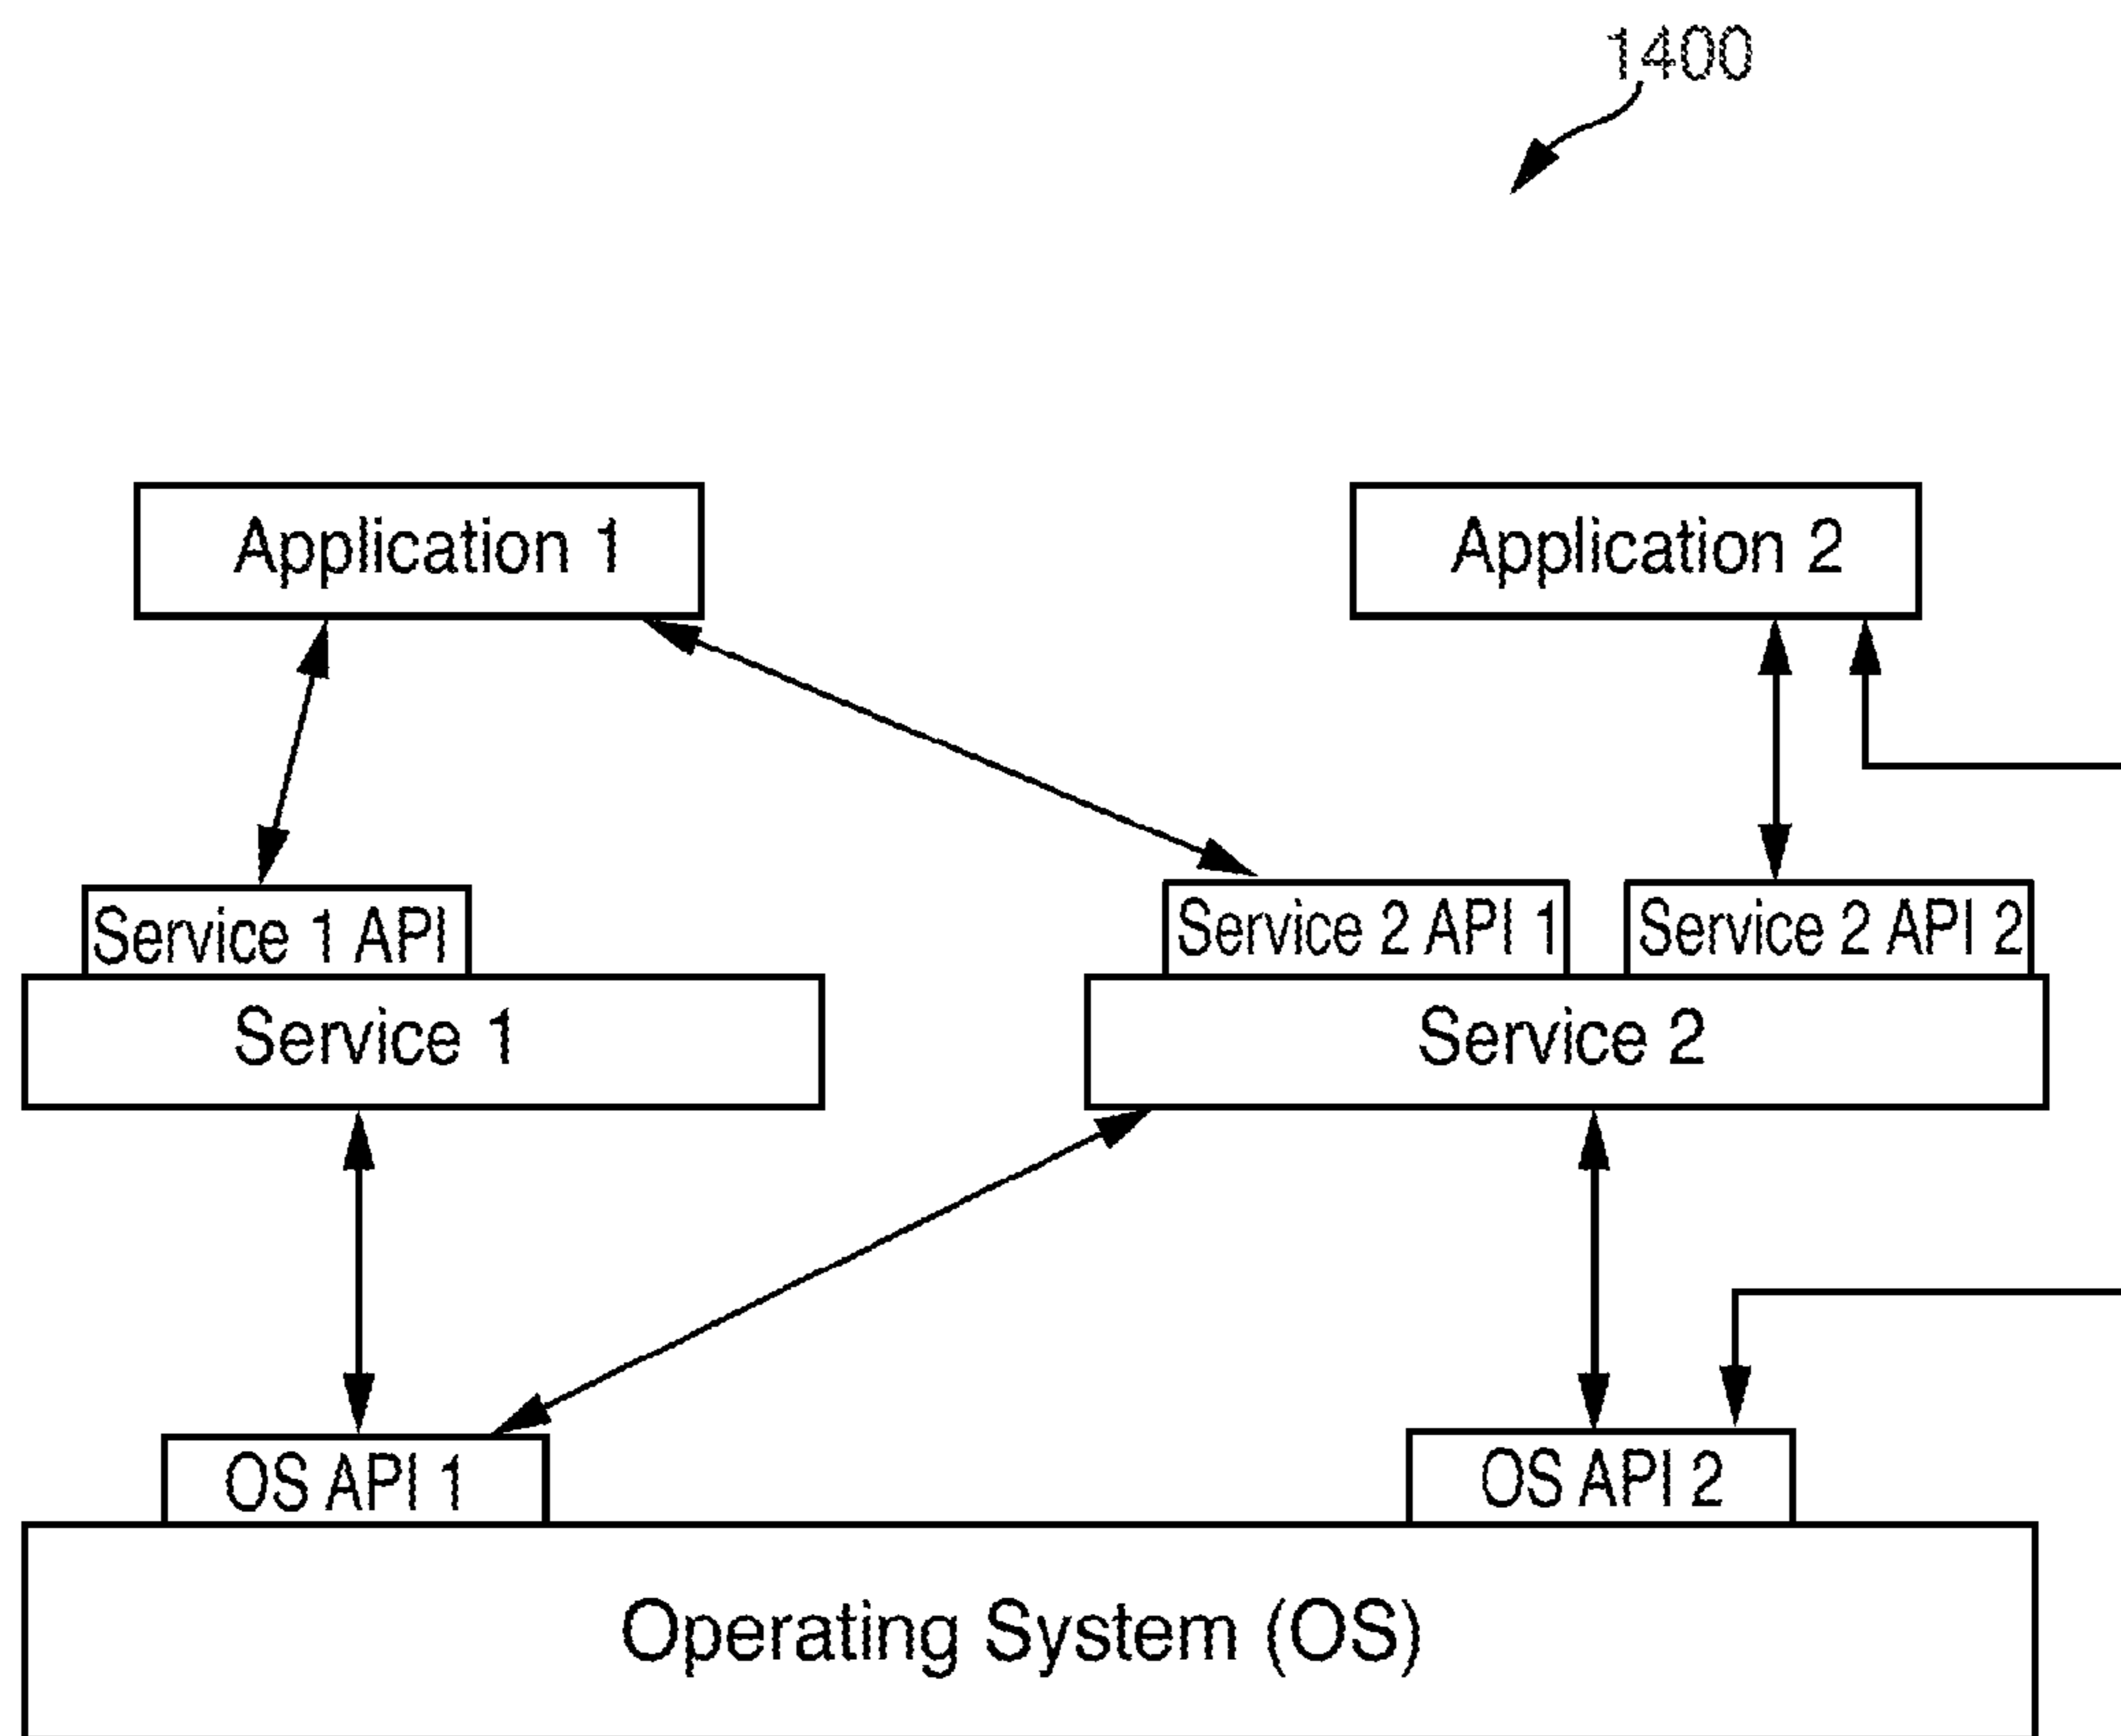 1400
Application 1
Application 2
Service 1 API
Service 2 API 1
Service 2 API 2
Service 1
Service 2
OS API 1
OS API 2
Operating System (OS)